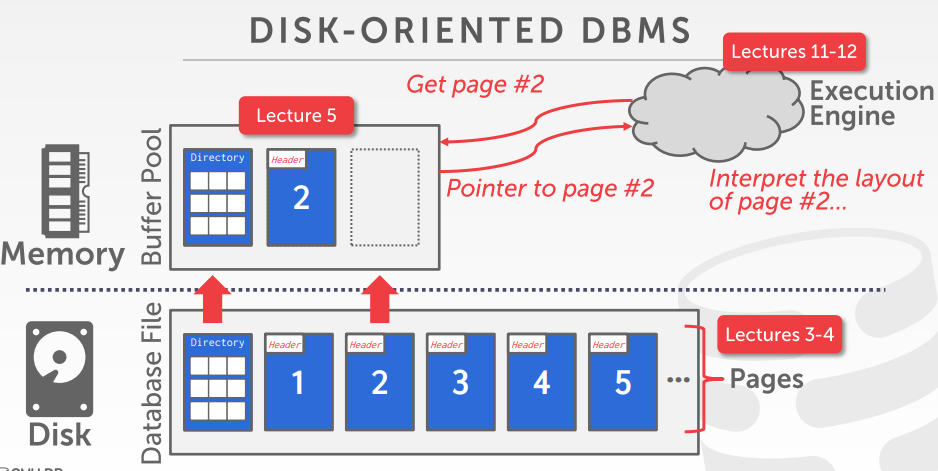 DISK-ORIENTED DBMS
Lectures 11-12
Get page #2
Execution
Engine
Lecture 5
Buffer Pool
Directory
Header
2
Pointer to page #2
Interpret the layout
of page #2...
Memory
Database File
Directory
Header
1
Header
2
Header
3
Header
4
Header
5
...
Lectures 3-4
Pages
Disk